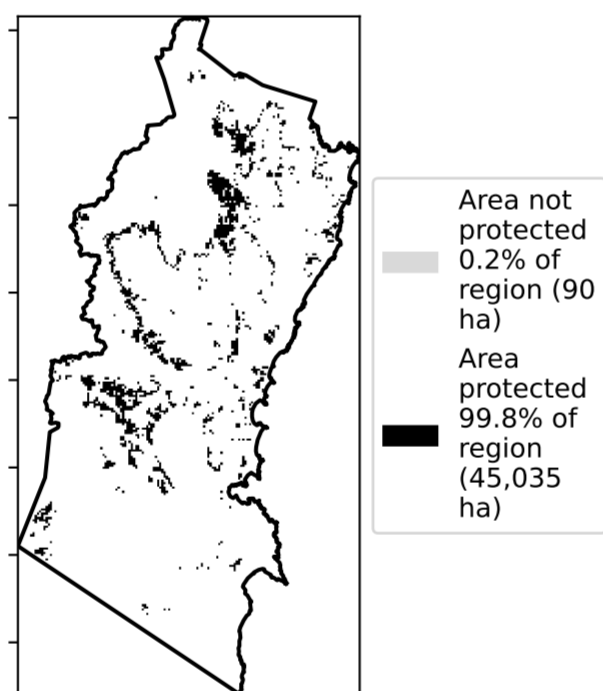 Area not
protected
0.2% of
region (90
ha)
Area
protected
99.8% of
region
(45,035
ha)